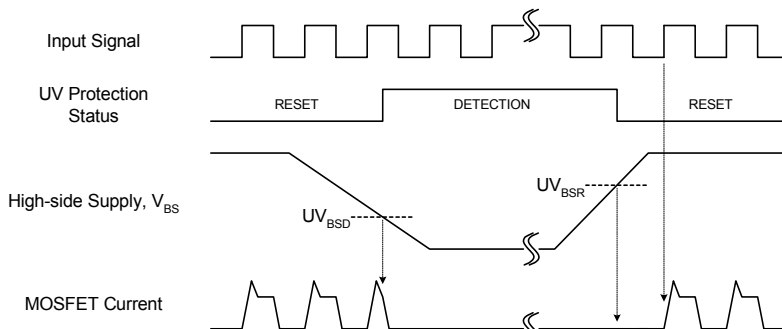 Input Signal
UV Protection
Status
RESET
DETECTION
RESET
High-side Supply, V_BS
UV_BSD
UV_BSR
MOSFET Current